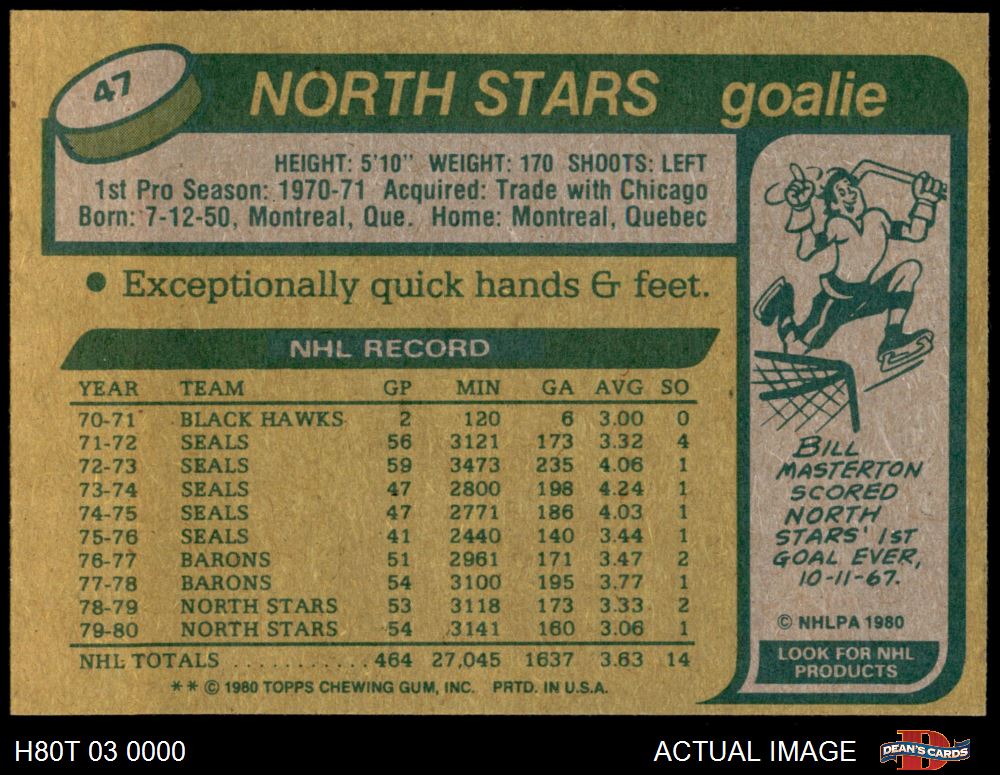 47
NORTH STARS goalie
HEIGHT: 5'10" WEIGHT: 170 SHOOTS: LEFT
1st Pro Season: 1970-71 Acquired: Trade with Chicago
Born: 7-12-50, Montreal, Que. Home: Montreal, Quebec
• Exceptionally quick hands & feet.
NHL RECORD
YEAR TEAM GP MIN GA AVG SO
70-71 BLACK HAWKS 2 120 6 3.00 0
71-72 SEALS 56 3121 173 3.32 4
72-73 SEALS 59 3473 235 4.06 1
73-74 SEALS 47 2800 198 4.24 1
74-75 SEALS 47 2771 186 4.03 1
75-76 SEALS 41 2440 140 3.44 1
76-77 BARONS 51 2961 171 3.47 2
77-78 BARONS 54 3100 195 3.77 1
78-79 NORTH STARS 53 3118 173 3.33 2
79-80 NORTH STARS 54 3141 160 3.06 1
NHL TOTALS ............ 464 27,045 1637 3.63 14
** © 1980 TOPPS CHEWING GUM, INC. PRTD. IN U.S.A.
BILL
MASTERTON
SCORED
NORTH
STARS' 1ST
GOAL EVER,
10-11-67.
© NHLPA 1980
LOOK FOR NHL
PRODUCTS
H80T 03 0000
ACTUAL IMAGE
D
DEAN'S CARDS